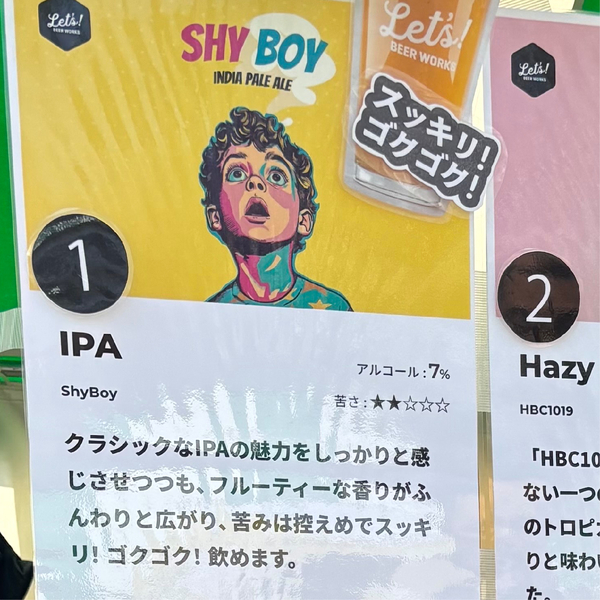 Let's!
BEER WORKS
SHY BOY
INDIA PALE ALE
Let's!
BEER WORKS
スッキリ!
ゴクゴク!
1
IPA
ShyBoy
アルコール:7%
苦さ:★★☆☆☆
クラシックなIPAの魅力をしっかりと感
じさせつつも、フルーティーな香りがふ
んわりと広がり、苦みは控えめでスッキ
リ! ゴクゴク! 飲めます。
Let's!
BEER WORKS
2
Hazy
HBC1019
「HBC10
ない一つの
のトロピカ
りと味わい
た。